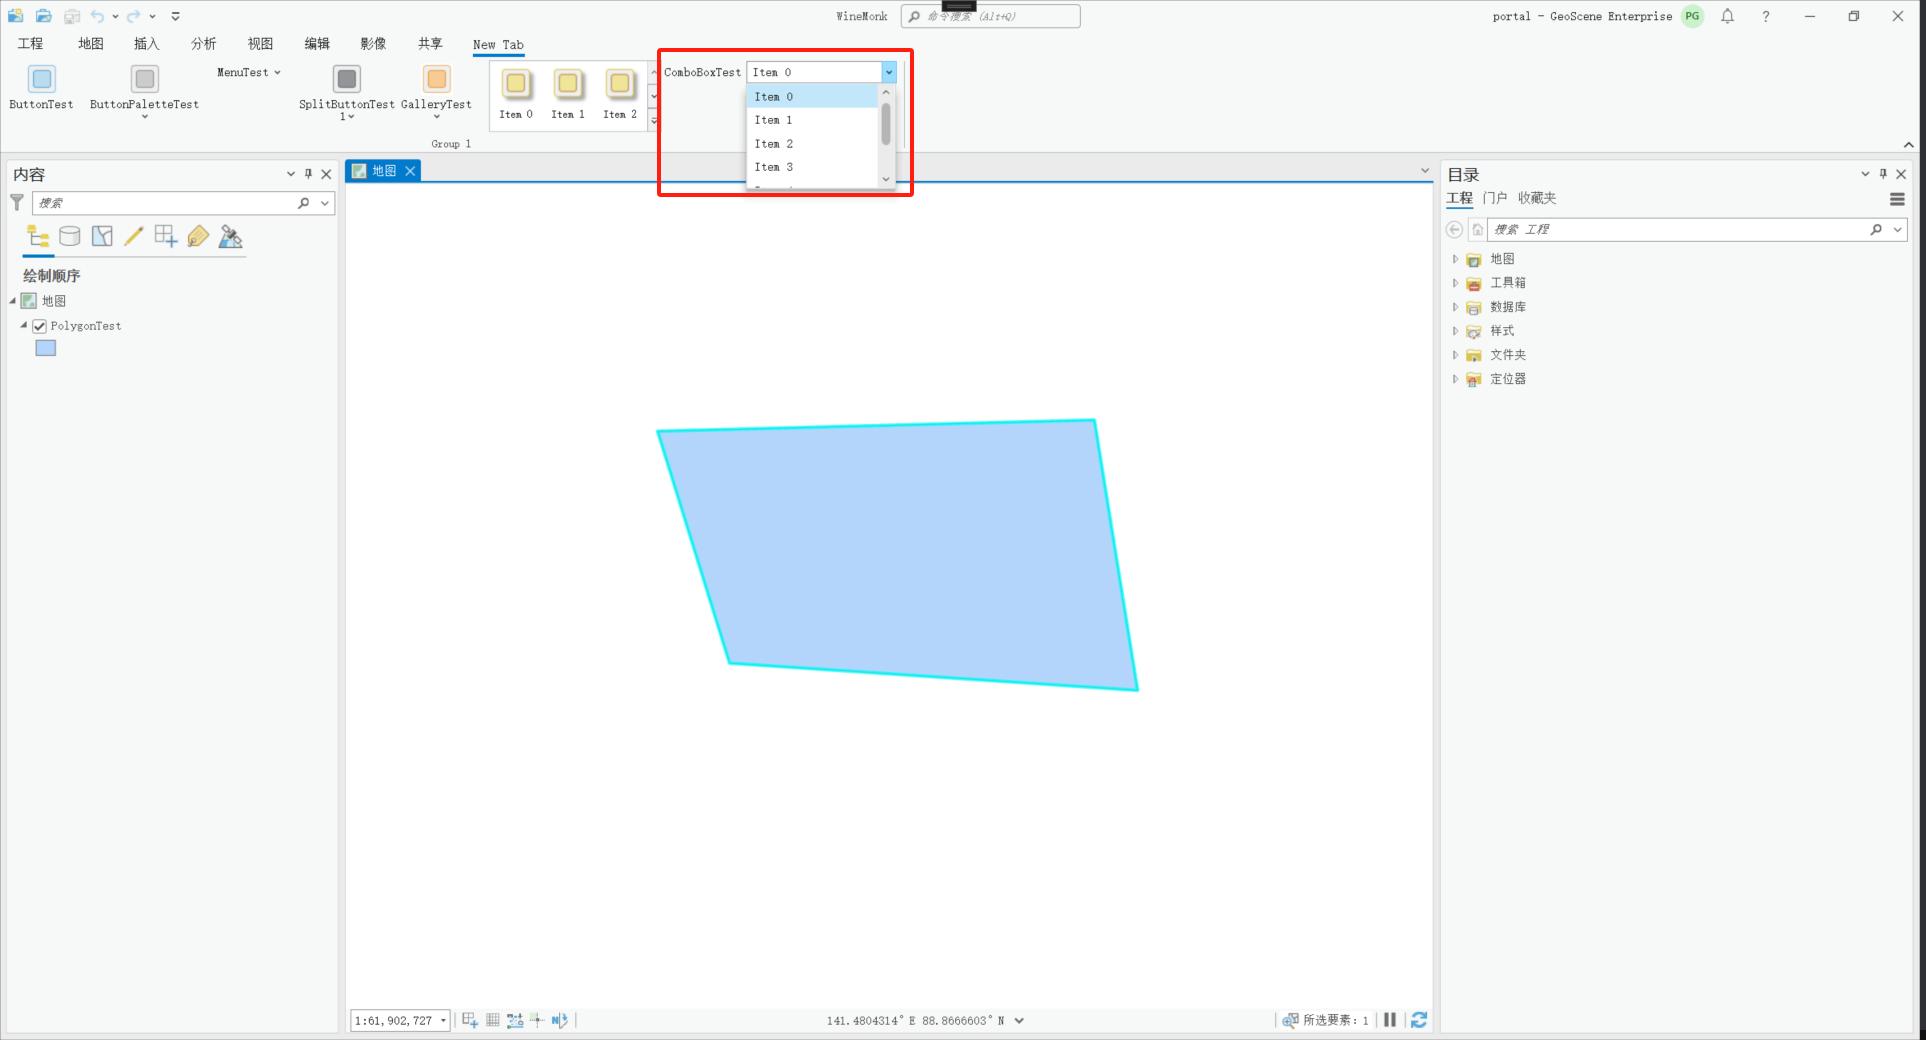 WineMonk
命令搜索 (Alt+Q)
portal - GeoScene Enterprise
PG
?
工程 地图 插入 分析 视图 编辑 影像 共享 New Tab
ButtonTest
ButtonPaletteTest
MenuTest
SplitButtonTest
1
GalleryTest
Item 0 Item 1 Item 2
Group 1
ComboBoxTest Item 0
Item 0
Item 1
Item 2
Item 3
内容
搜索
绘制顺序
地图
PolygonTest
地图
目录
工程 门户 收藏夹
搜索 工程
地图
工具箱
数据库
样式
文件夹
定位器
1:61,902,727
N
141.4804314°E 88.8666603°N
所选要素: 1